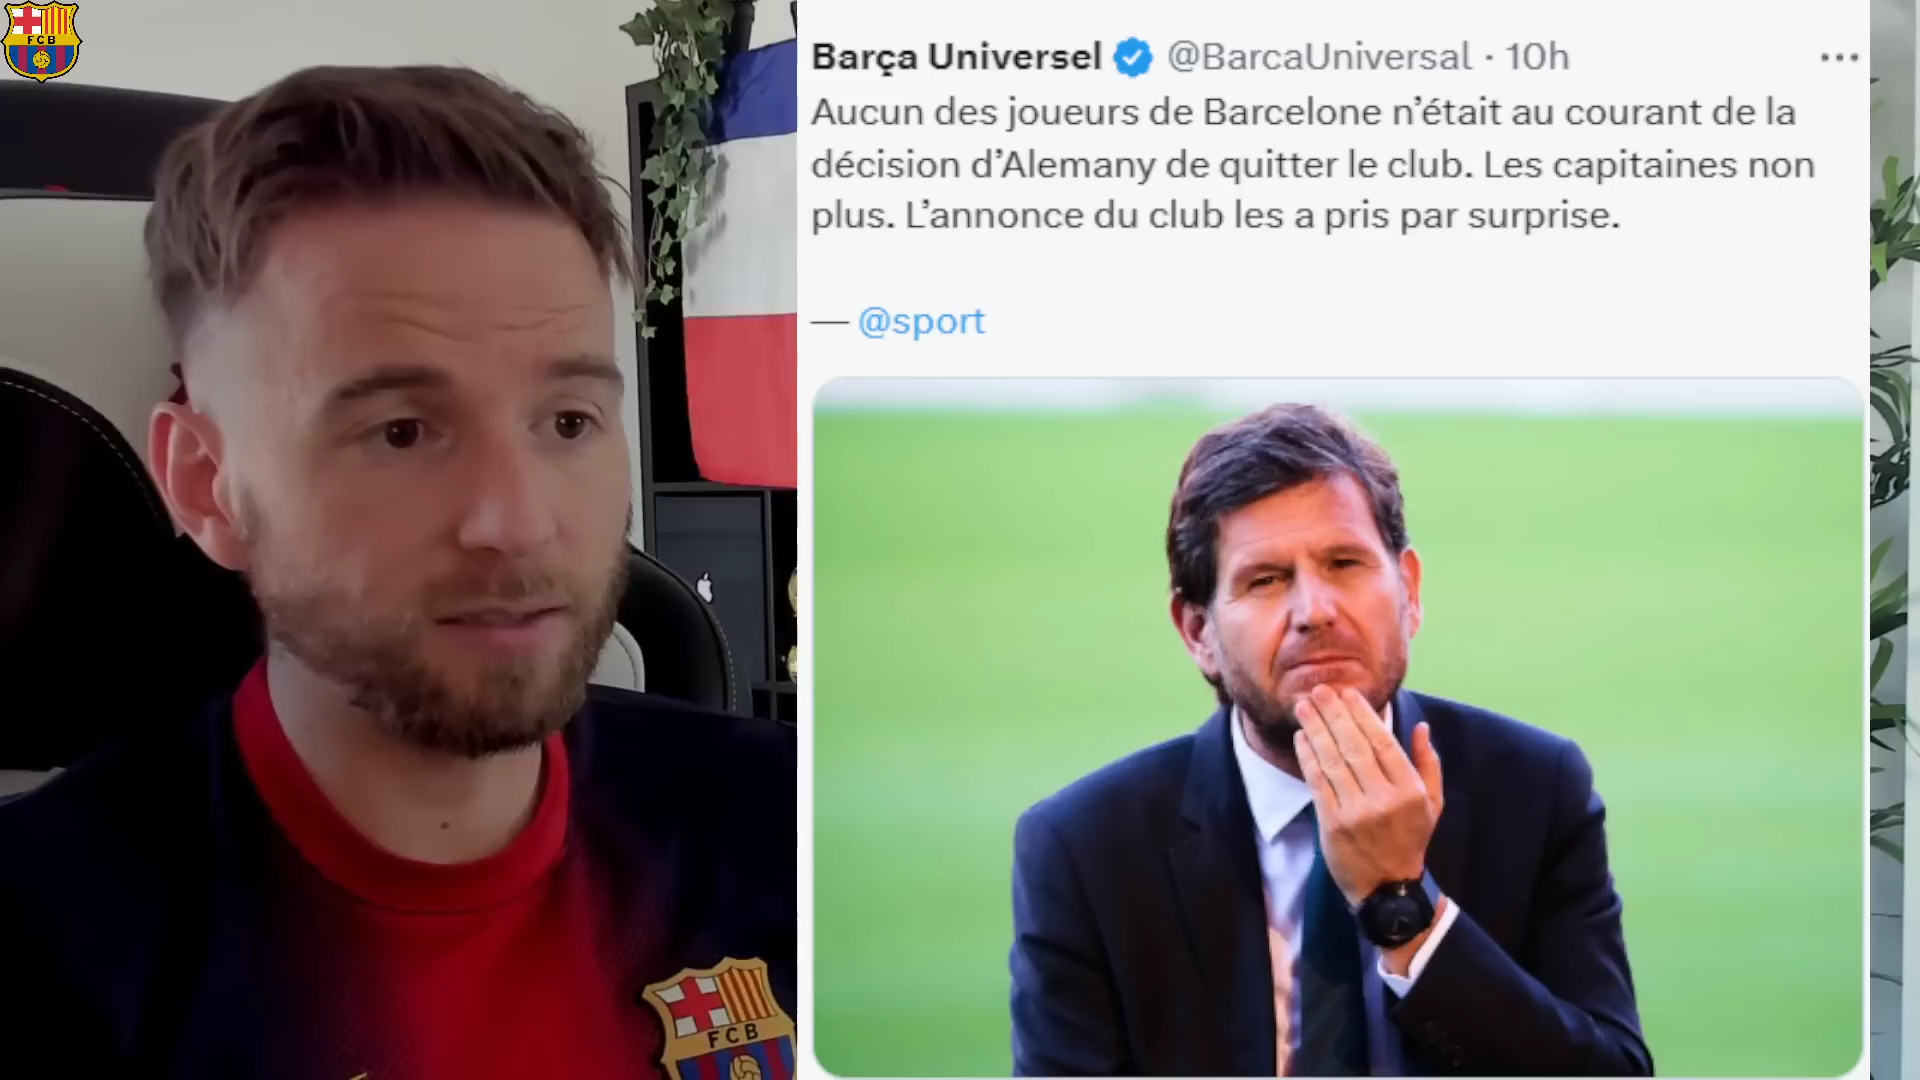 FCB
Barça Universel @BarcaUniversal · 10h
Aucun des joueurs de Barcelone n'était au courant de la
décision d'Alemany de quitter le club. Les capitaines non
plus. L'annonce du club les a pris par surprise.
— @sport
FCB